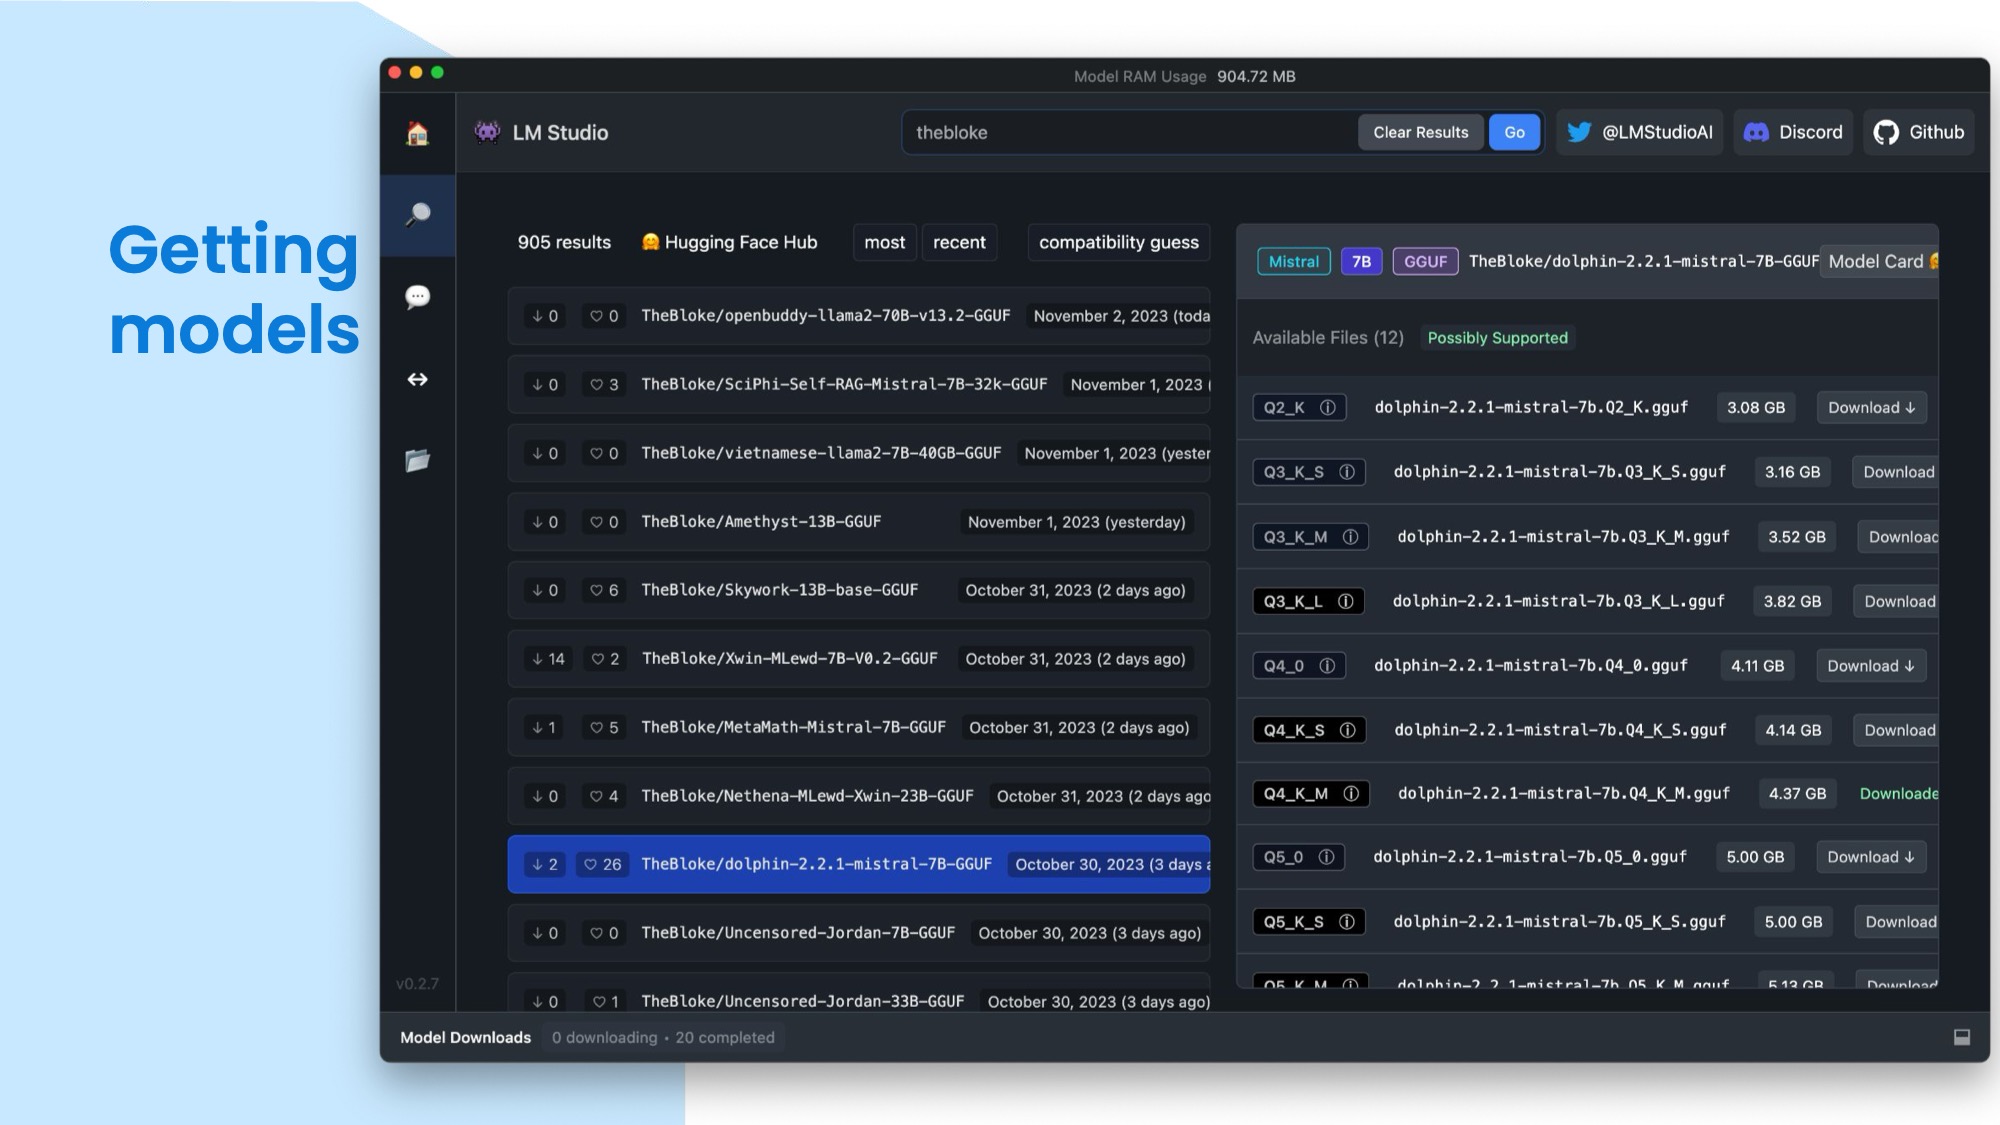 Getting
models
Model RAM Usage 904.72 MB
LM Studio
thebloke
Clear Results
Go
@LMStudioAI
Discord
Github
905 results
Hugging Face Hub
most
recent
compatibility guess
0 0 TheBloke/openbuddy-llama2-70B-v13.2-GGUF November 2, 2023 (toda
0 3 TheBloke/SciPhi-Self-RAG-Mistral-7B-32k-GGUF November 1, 2023 (
0 0 TheBloke/vietnamese-llama2-7B-40GB-GGUF November 1, 2023 (yester
0 0 TheBloke/Amethyst-13B-GGUF November 1, 2023 (yesterday)
0 6 TheBloke/Skywork-13B-base-GGUF October 31, 2023 (2 days ago)
14 2 TheBloke/Xwin-MLewd-7B-V0.2-GGUF October 31, 2023 (2 days ago)
1 5 TheBloke/MetaMath-Mistral-7B-GGUF October 31, 2023 (2 days ago)
0 4 TheBloke/Nethena-MLewd-Xwin-23B-GGUF October 31, 2023 (2 days ago
2 26 TheBloke/dolphin-2.2.1-mistral-7B-GGUF October 30, 2023 (3 days a
0 0 TheBloke/Uncensored-Jordan-7B-GGUF October 30, 2023 (3 days ago)
0 1 TheBloke/Uncensored-Jordan-33B-GGUF October 30, 2023 (3 days ago)
Mistral 7B GGUF TheBloke/dolphin-2.2.1-mistral-7B-GGUF Model Card
Available Files (12) Possibly Supported
Q2_K dolphin-2.2.1-mistral-7b.Q2_K.gguf 3.08 GB Download ↓
Q3_K_S dolphin-2.2.1-mistral-7b.Q3_K_S.gguf 3.16 GB Download
Q3_K_M dolphin-2.2.1-mistral-7b.Q3_K_M.gguf 3.52 GB Download
Q3_K_L dolphin-2.2.1-mistral-7b.Q3_K_L.gguf 3.82 GB Download
Q4_0 dolphin-2.2.1-mistral-7b.Q4_0.gguf 4.11 GB Download ↓
Q4_K_S dolphin-2.2.1-mistral-7b.Q4_K_S.gguf 4.14 GB Download
Q4_K_M dolphin-2.2.1-mistral-7b.Q4_K_M.gguf 4.37 GB Downloade
Q5_0 dolphin-2.2.1-mistral-7b.Q5_0.gguf 5.00 GB Download ↓
Q5_K_S dolphin-2.2.1-mistral-7b.Q5_K_S.gguf 5.00 GB Download
Q5_K_M dolphin-2.2.1-mistral-7b.Q5_K_M.gguf 5.13 GB Download
v0.2.7
Model Downloads 0 downloading • 20 completed